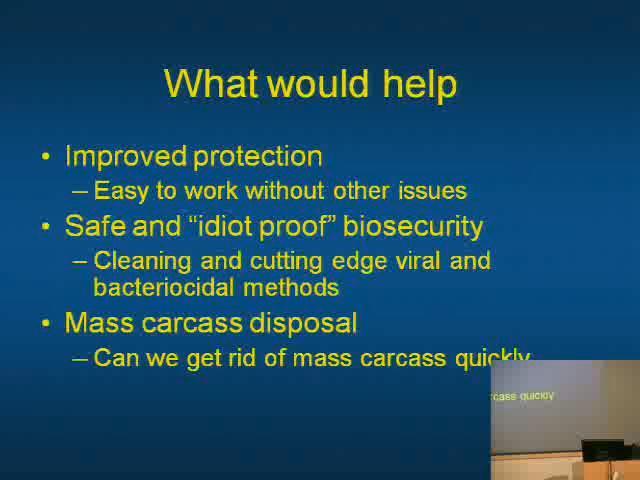 What would help
• Improved protection
– Easy to work without other issues
• Safe and “idiot proof” biosecurity
– Cleaning and cutting edge viral and
bacteriocidal methods
• Mass carcass disposal
– Can we get rid of mass carcass quickly
rcass quickly